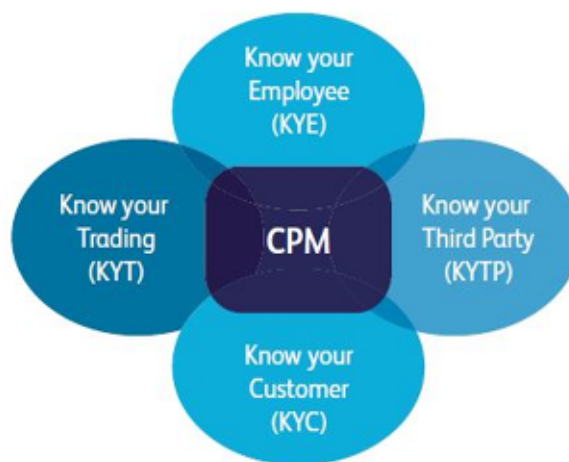 Know your
Employee
(KYE)
Know your
Trading
(KYT)
CPM
Know your
Third Party
(KYTP)
Know your
Customer
(KYC)